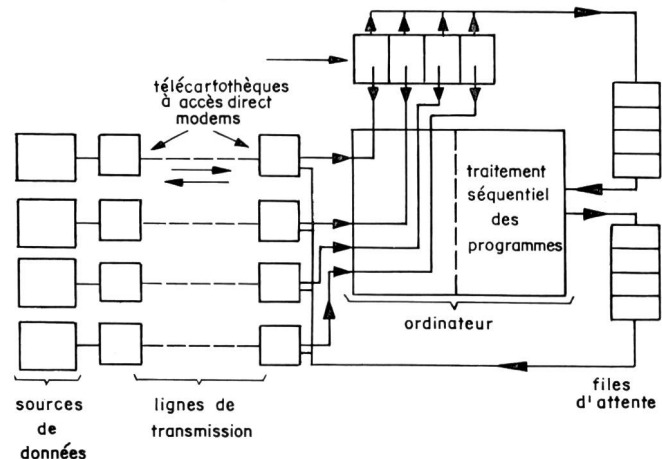 télécartothèques
à accès direct
modems
traitement
séquentiel
des
programmes
ordinateur
files
d'attente
sources
de
données
lignes de
transmission